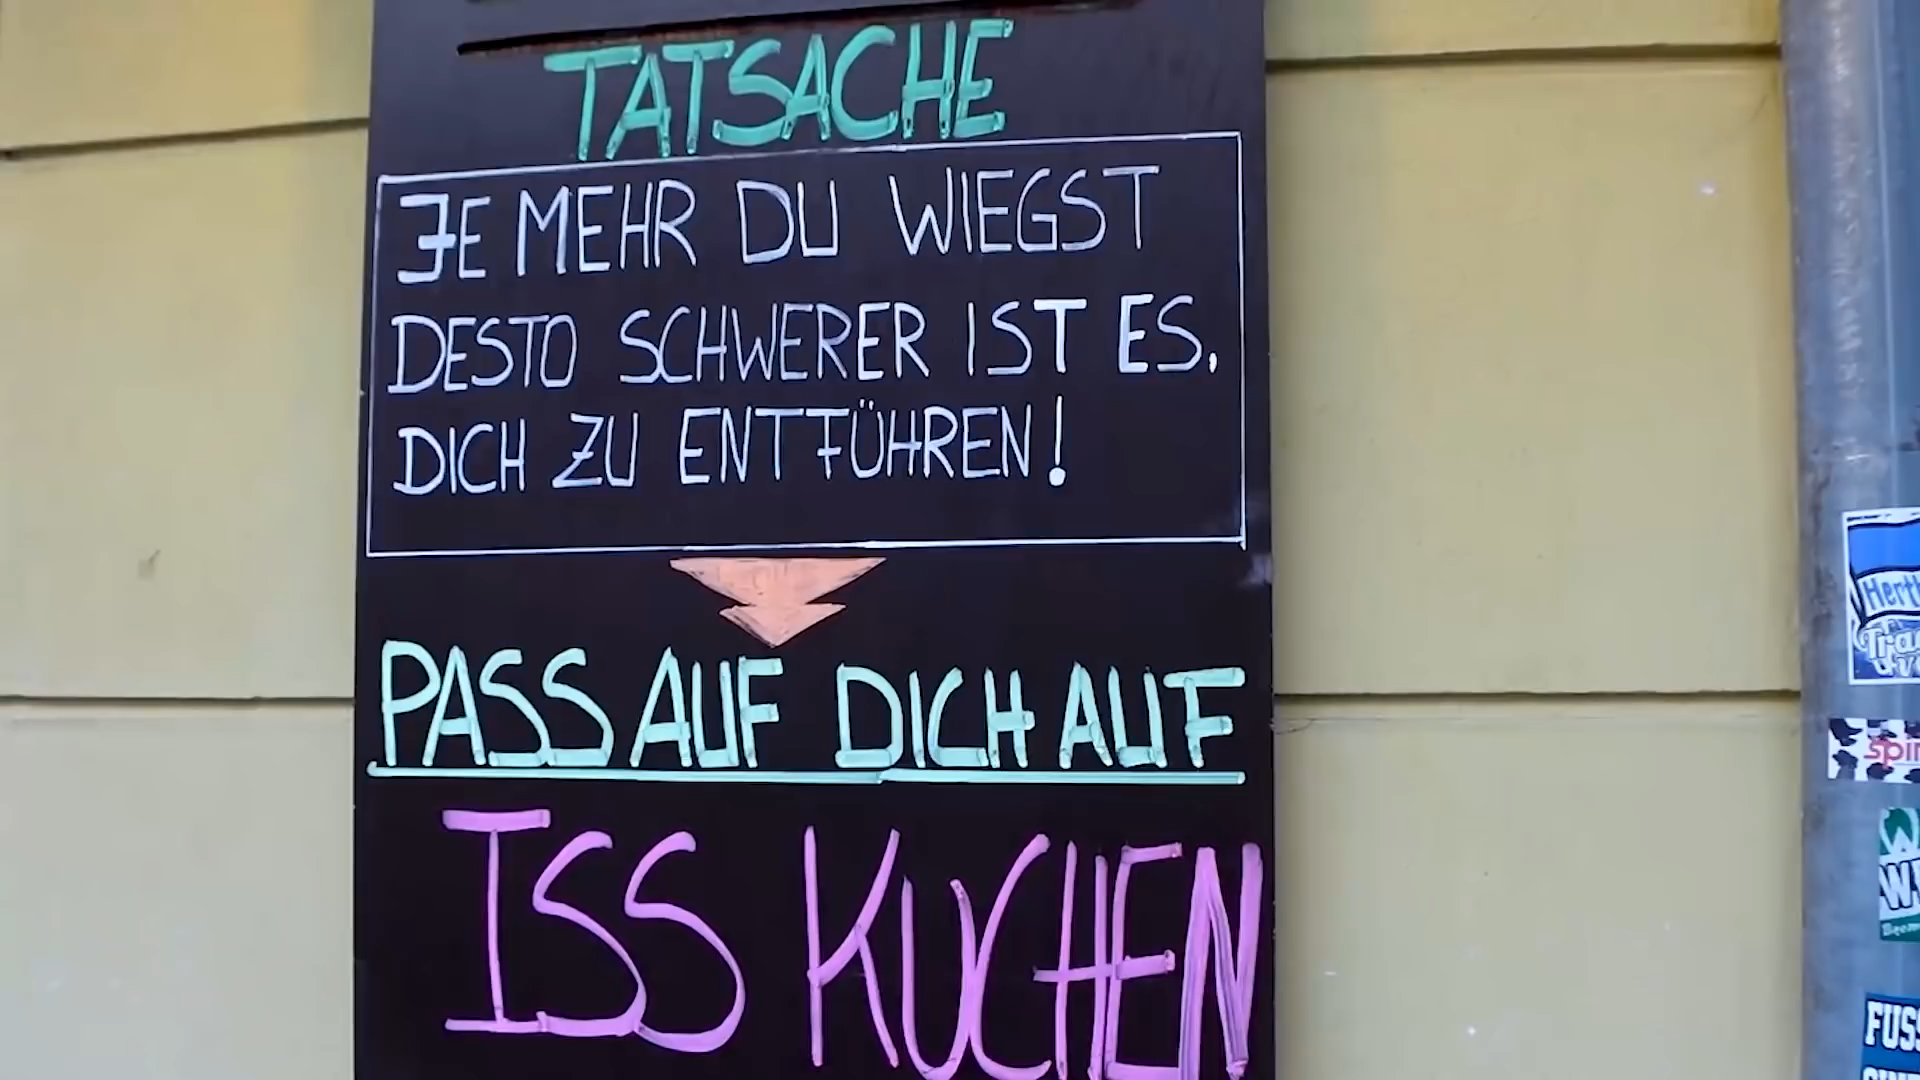 TATSACHE
JE MEHR DU WIEGST
DESTO SCHWERER IST ES,
DICH ZU ENTFÜHREN!
PASS AUF DICH AUF
ISS KUCHEN